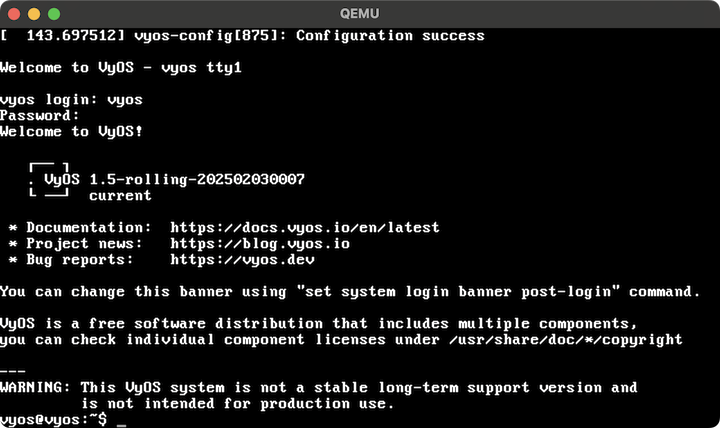 QEMU
[  143.697512] vyos-config[875]: Configuration success
Welcome to VyOS - vyos tty1
vyos login: vyos
Password:
Welcome to VyOS!
. VyOS 1.5-rolling-202502030007
current
* Documentation:  https://docs.vyos.io/en/latest
* Project news:   https://blog.vyos.io
* Bug reports:    https://vyos.dev
You can change this banner using "set system login banner post-login" command.
VyOS is a free software distribution that includes multiple components,
you can check individual component licenses under /usr/share/doc/*/copyright
---
WARNING: This VyOS system is not a stable long-term support version and
         is not intended for production use.
vyos@vyos:~$ _